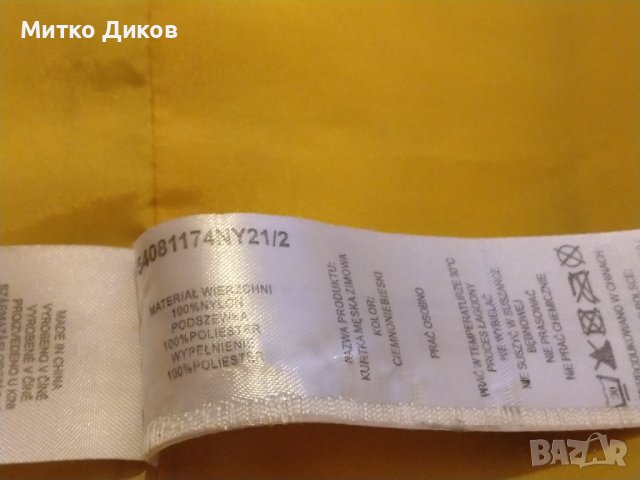 Митко Диков
54081174NY21/2
MATERIAŁ WIERZCHNI
100%NYLON
PODSZEWKA
100%POLIESTER
WYPEŁNIENIE
100%POLIESTER
NAZWA PRODUKTU:
KURTKA MĘSKA ZIMOWA
KOLOR:
CIEMNONIEBIESKI
PRAĆ OSOBNO
PRAĆ W TEMPERATURZE 30°C
PROCES ŁAGODNY
NIE WYBIELAĆ
NIE SUSZYĆ W SUSZARCE
BĘBNOWEJ
NIE PRASOWAĆ
NIE PRAĆ CHEMICZNIE
MADE IN CHINA
VYROBENO V ČÍNĚ
VYROBENÉ V ČÍNE
BAZAR